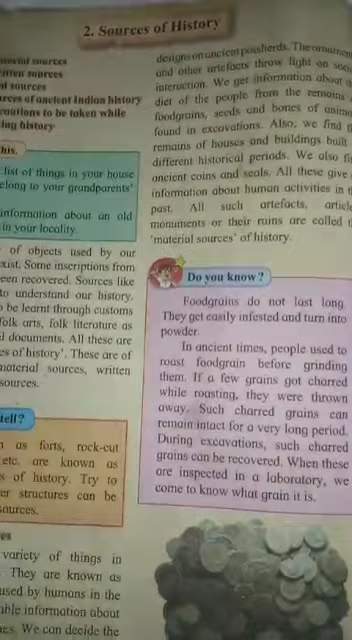 2. Sources of History
sources
sources
sources
of ancient Indian history
to be taken while
history
this.
list of things in your house
belong to your grandparents'
information about an old
in your locality.
of objects used by our
exist. Some inscriptions from
been recovered. Sources like
to understand our history.
be learnt through customs
folk arts, folk literature as
documents. All these are
of history'. These are of
material sources, written
sources.
tell?
as forts, rock-cut
etc. are known as
of history. Try to
structures can be
sources.
variety of things in
They are known as
used by humans in the
information about
We can decide the
designs on ancient potsherds. The
and other artefacts throw light on
interaction. We get information about
diet of the people from the remains
foodgrains, seeds and bones of
found in excavations. Also, we find
remains of houses and buildings built
different historical periods. We also
ancient coins and seals. All these give
information about human activities in
past. All such artefacts,
monuments or their ruins are called
'material sources' of history.
Do you know ?
Foodgrains do not last long.
They get easily infested and turn into
powder.
In ancient times, people used to
roast foodgrain before grinding
them. If a few grains got charred
while roasting, they were thrown
away. Such charred grains can
remain intact for a very long period.
During excavations, such charred
grains can be recovered. When these
are inspected in a laboratory, we
come to know what grain it is.